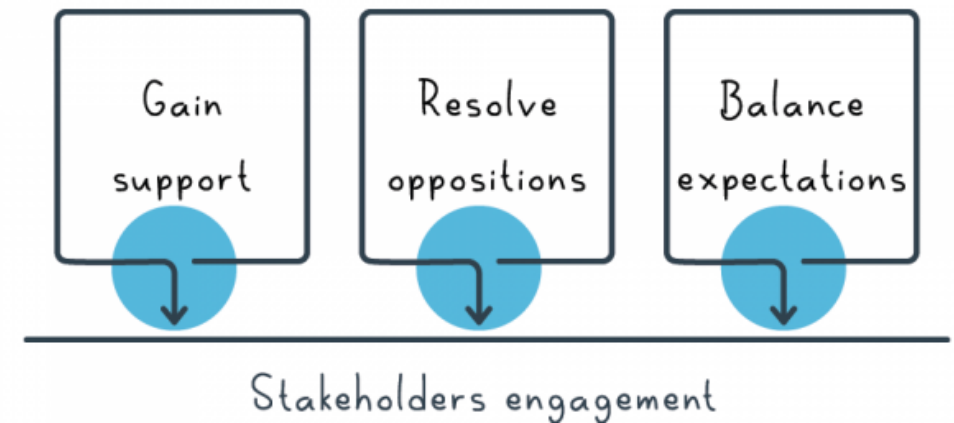 Gain
support
Resolve
oppositions
Balance
expectations
Stakeholders engagement